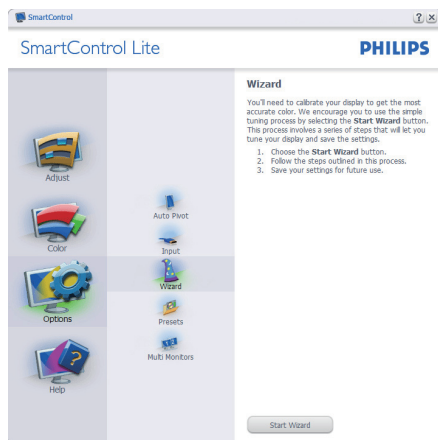 SmartControl
SmartControl Lite
PHILIPS
Adjust
Color
Options
Help
Auto Pivot
Input
Wizard
Presets
Multi Monitors
Wizard
You'll need to calibrate your display to get the most
accurate color. We encourage you to use the simple
tuning process by selecting the Start Wizard button.
This process involves a series of steps that will let you
tune your display and save the settings.
1. Choose the Start Wizard button.
2. Follow the steps outlined in this process.
3. Save your settings for future use.
Start Wizard